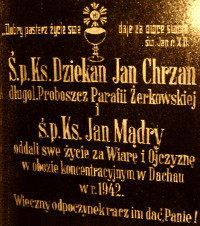 „Dobry pasterz życie swe daje za owce swoje"
św. Jan r. X.11.
Ś.p. Ks. Dziekan Jan Chrzan
długol. Proboszcz Parafii Żerkowskiej
i
ś.p. Ks. Jan Mądry
oddali swe życie za Wiarę i Ojczyznę
w obozie koncentracyjnym w Dachau
w r. 1942.
Wieczny odpoczynek racz im dać, Panie!